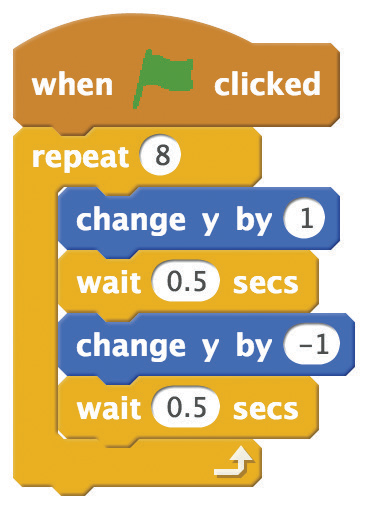 when clicked
repeat 8
change y by 1
wait 0.5 secs
change y by -1
wait 0.5 secs